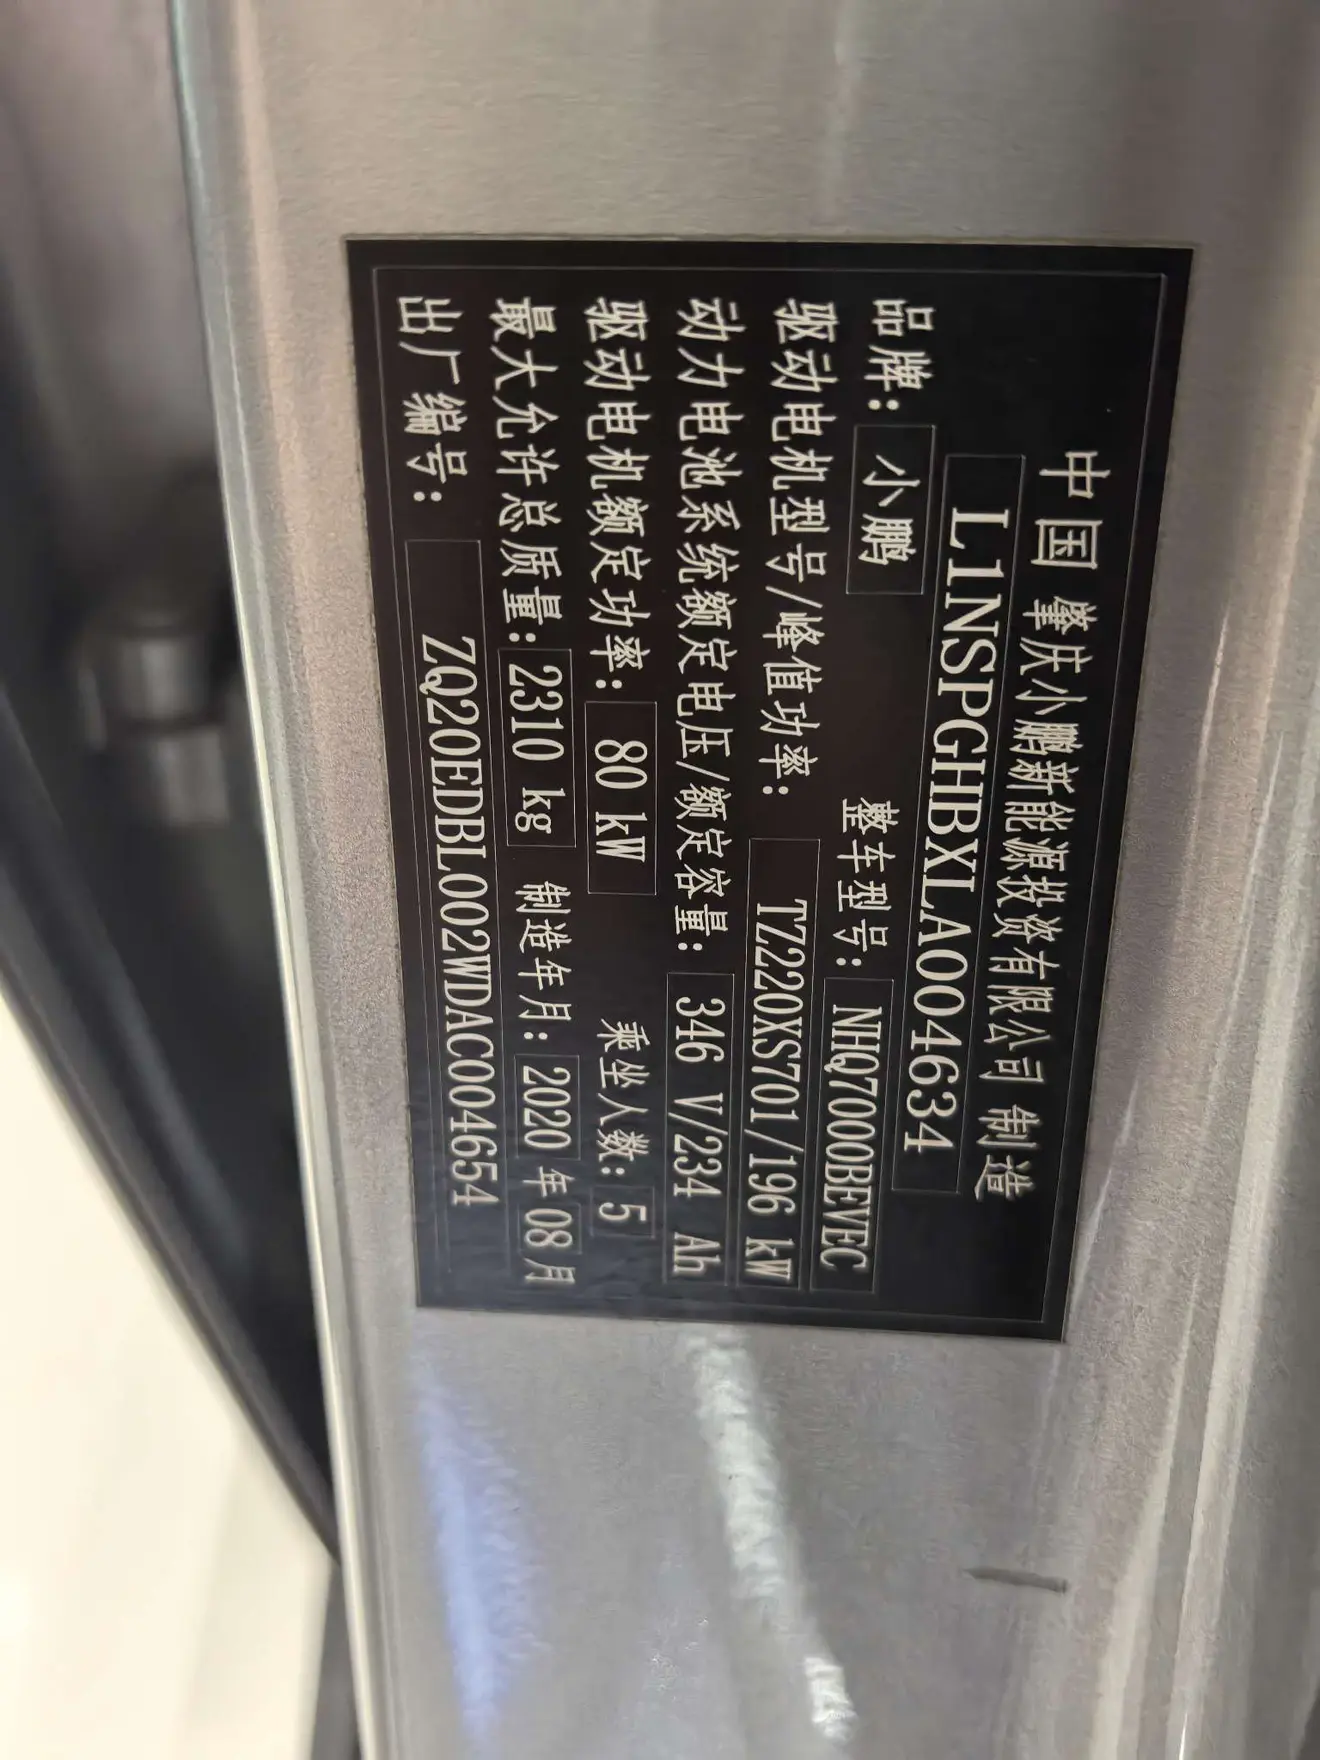 中国 肇庆小鹏新能源投资有限公司 制造
L1NSPGHBXLA004634
品牌: 小鹏 整车型号: NHQ7000BEVEC
驱动电机型号/峰值功率: TZ220XS701/196 kW
动力电池系统额定电压/额定容量: 346 V/234 Ah
驱动电机额定功率: 80 kW 乘坐人数: 5
最大允许总质量: 2310 kg 制造年月: 2020 年 08 月
出厂编号: ZQ20EDBL002WDAC004654